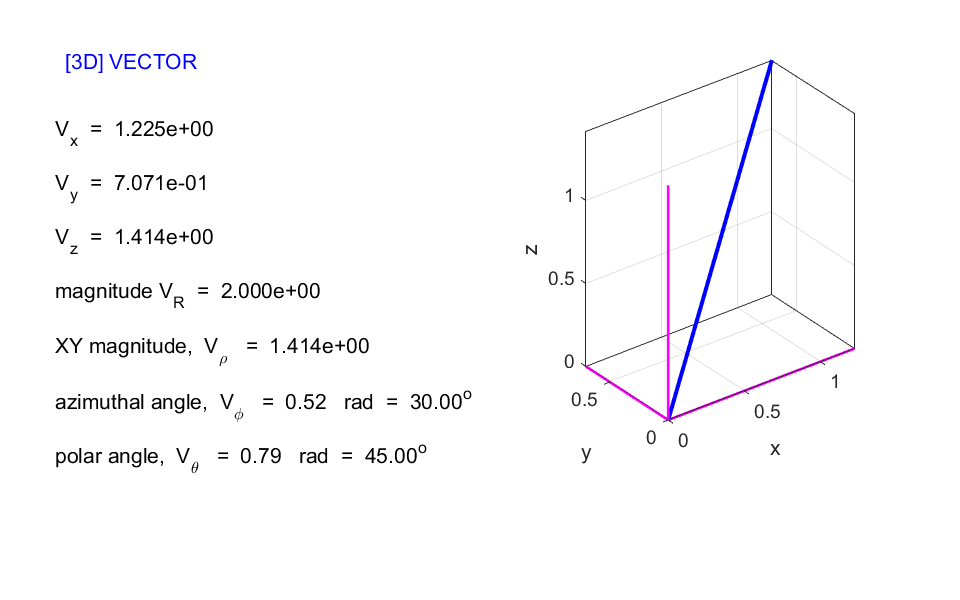 [3D] VECTOR
Vx = 1.225e+00
Vy = 7.071e-01
Vz = 1.414e+00
magnitude VR = 2.000e+00
XY magnitude, Vρ = 1.414e+00
azimuthal angle, Vϕ = 0.52 rad = 30.00o
polar angle, Vθ = 0.79 rad = 45.00o
1
z
0.5
0
0.5
0
y
0
0.5
1
x